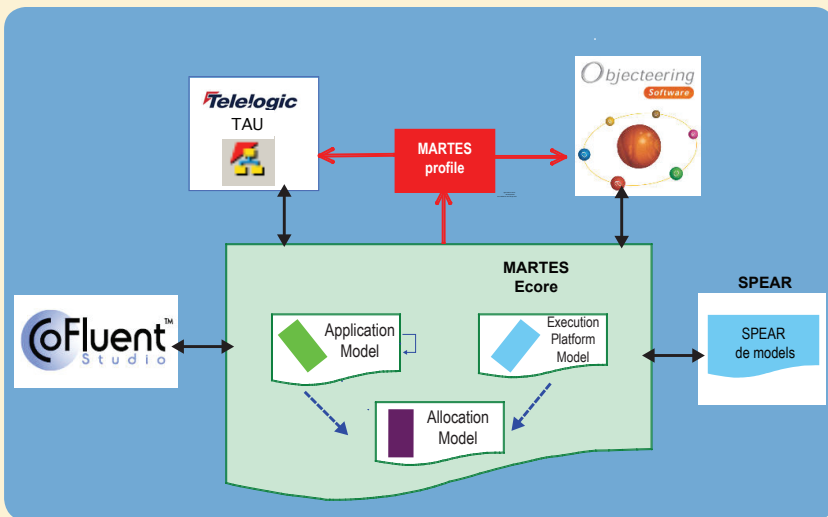 Telelogic
TAU
MARTES
profile
Objecteering
Software
MARTES
Ecore
SPEAR
CoFluent™
Studio
Application
Model
Execution
Platform
Model
SPEAR
de models
Allocation
Model